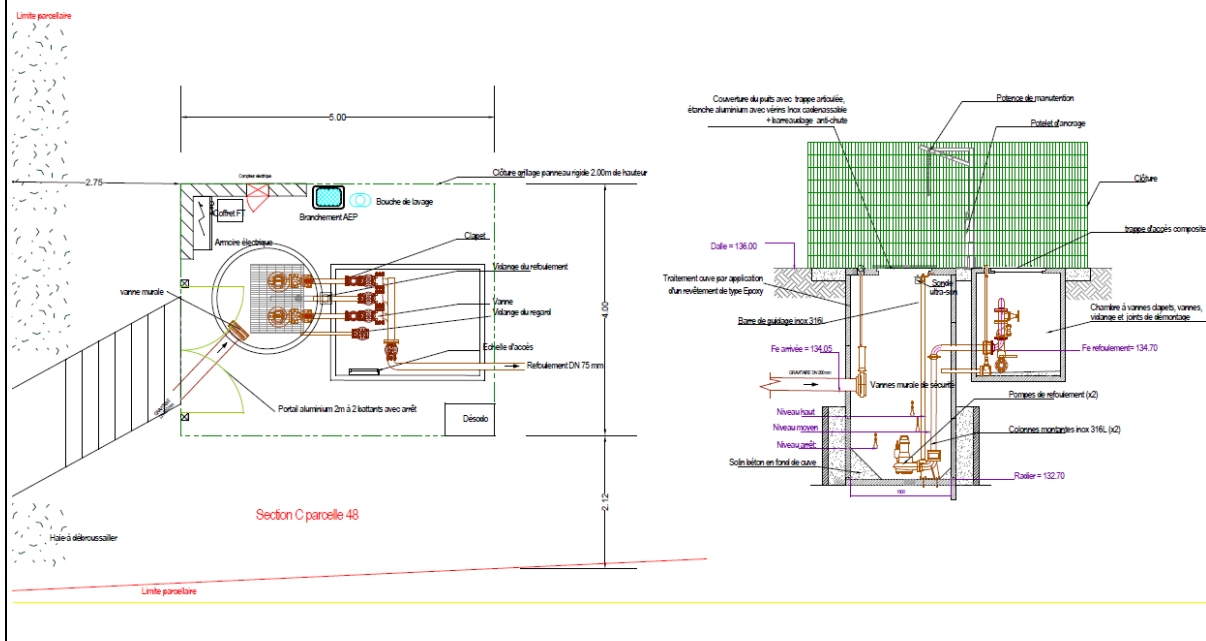 Limite parcellaire
5.00
2.75
Compteur électrique
Clôture grillage panneau rigide 2.00m de hauteur
Coffret FT
Branchement AEP
Bouche de lavage
Armoire électrique
Clapet
Vidange du refoulement
vanne murale
Vanne
Vidange du regard
4.00
Echelle d'accès
Refoulement DN 75 mm
GRAVITAIRE
Portail aluminium 2m à 2 battants avec arrêt
Désodo
2.12
Section C parcelle 48
Haie à débroussailler
Limite parcellaire
Couverture du puits avec trappe articulée,
étanche aluminium avec vérins Inox cadenassable
+ barreaudage anti-chute
Potence de manutention
Potelet d'ancrage
Clôture
Dalle = 136.00
trappe d'accès composite
Traitement cuve par application
d'un revêtement de type Epoxy
Sonde
ultra-son
Barre de guidage inox 316L
Chambre à vannes clapets, vannes,
vidange et joints de démontage
Fe arrivée = 134.05
Fe refoulement= 134.70
GRAVITAIRE DN 200mm
Vannes murale de sécurité
Pompes de refoulement (x2)
Niveau haut
Niveau moyen
Colonnes montantes inox 316L (x2)
Niveau arrêt
Solin béton en fond de cuve
Radier = 132.70